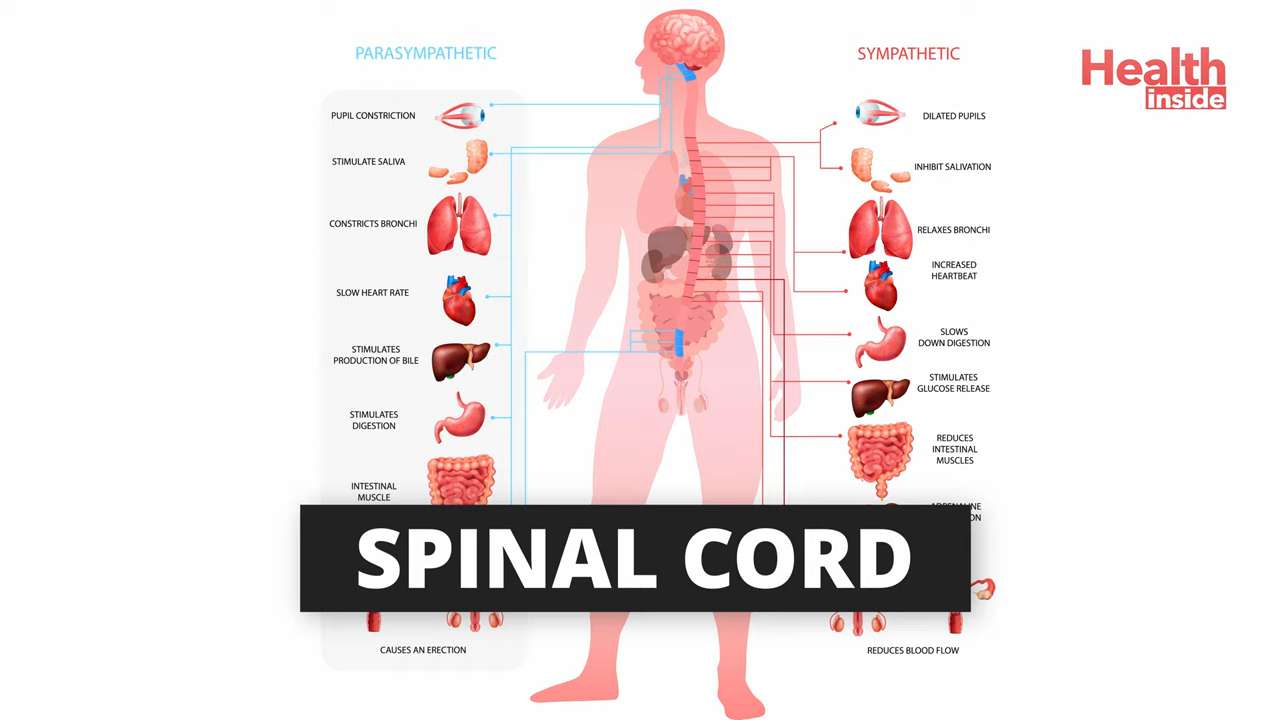 PARASYMPATHETIC
PUPIL CONSTRICTION
STIMULATE SALIVA
CONSTRICTS BRONCHI
SLOW HEART RATE
STIMULATES
PRODUCTION OF BILE
STIMULATES
DIGESTION
INTESTINAL
MUSCLE
CAUSES AN ERECTION
SYMPATHETIC
DILATED PUPILS
INHIBIT SALIVATION
RELAXES BRONCHI
INCREASED
HEARTBEAT
SLOWS
DOWN DIGESTION
STIMULATES
GLUCOSE RELEASE
REDUCES
INTESTINAL
MUSCLES
REDUCES BLOOD FLOW
Health
inside
SPINAL CORD